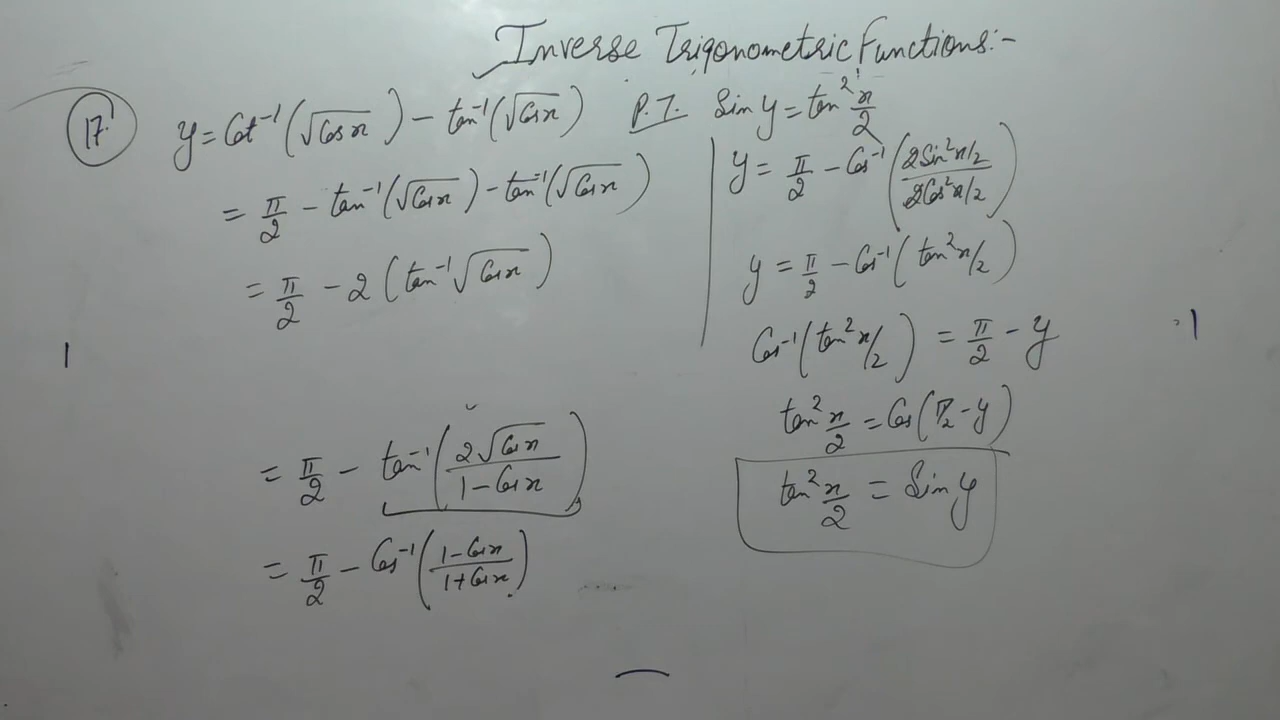 Inverse Trigonometric Functions:-
17. y = Cot⁻¹(√Cos x) - tan⁻¹(√Cos x) P.T. Sin y = tan² x/2
= π/2 - tan⁻¹(√Cos x) - tan⁻¹(√Cos x)
= π/2 - 2(tan⁻¹ √Cos x)
= π/2 - tan⁻¹(2√Cos x / 1 - Cos x)
= π/2 - Cos⁻¹(1 - Cos x / 1 + Cos x)
y = π/2 - Cos⁻¹(2Sin² x/2 / 2Cos² x/2)
y = π/2 - Cos⁻¹(tan² x/2)
Cos⁻¹(tan² x/2) = π/2 - y
tan² x/2 = Cos(π/2 - y)
tan² x/2 = Sin y